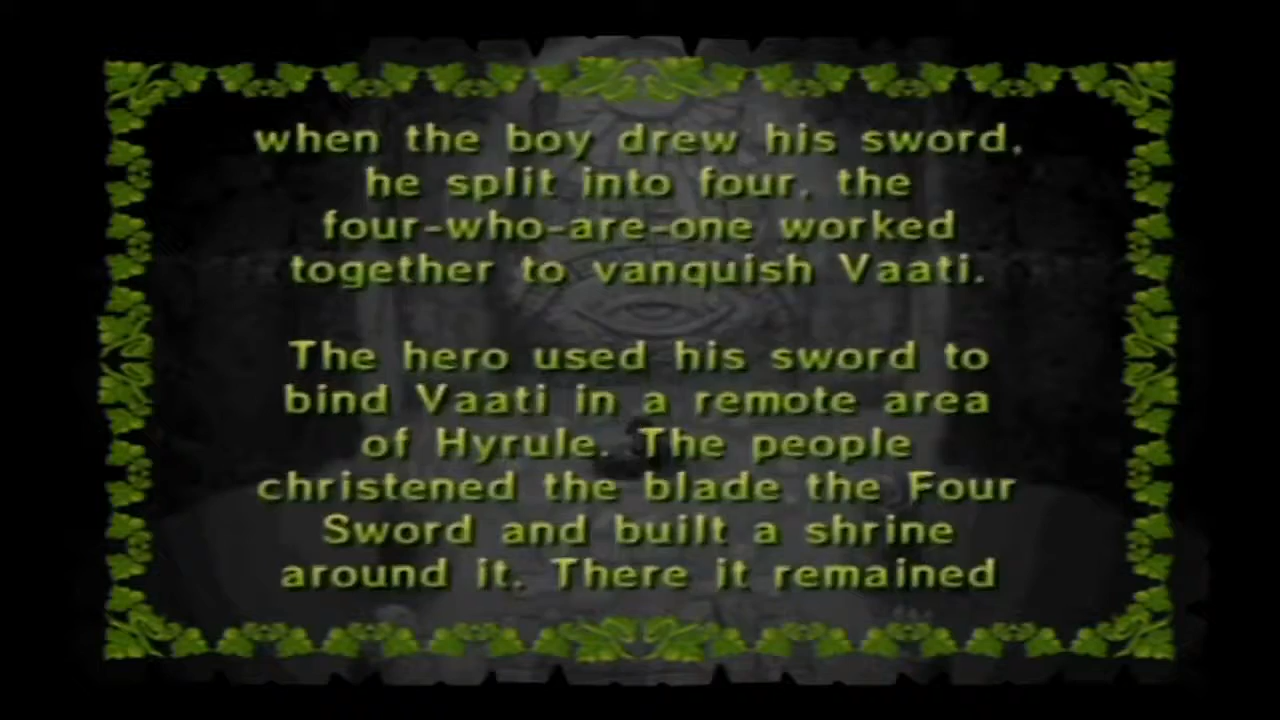 when the boy drew his sword,
he split into four, the
four-who-are-one worked
together to vanquish Vaati.
The hero used his sword to
bind Vaati in a remote area
of Hyrule. The people
christened the blade the Four
Sword and built a shrine
around it. There it remained